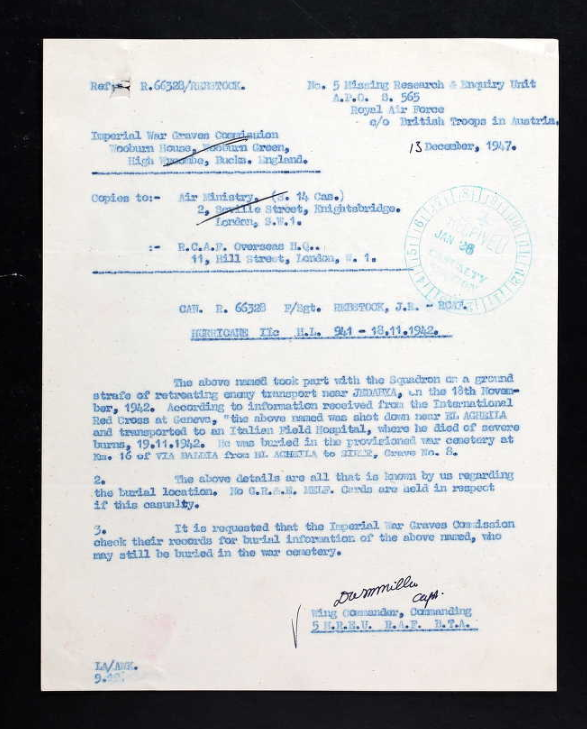 Ref:- R.66328/HEBSTOCK.
No. 5 Missing Research & Enquiry Unit
A.P.O. S. 565
Royal Air Force
c/o British Troops in Austria.
13 December, 1947.
Imperial War Graves Commission
Wooburn House, Wooburn Green,
High Wycombe, Bucks. England.
Copies to:- Air Ministry, (S. 14 Cas.)
2, Seville Street, Knightsbridge.
London, S.W.1.
:- R.C.A.F. Overseas H.Q..
11, Hill Street, London, W. 1.
JAN 28
CAN. R. 66328 F/Sgt. HEBSTOCK, J.R. - RCAF.
HURRICANE IIc H.L. 941 - 18.11.1942.
The above named took part with the Squadron on a ground
strafe of retreating enemy transport near JEDABYA, on the 18th Novem-
ber, 1942. According to information received from the International
Red Cross at Geneva, "the above named was shot down near EL AGHEILA
and transported to an Italian Field Hospital, where he died of severe
burns, 19.11.1942. He was buried in the provisioned war cemetery at
Km. 16 of VIA BALBIA from EL AGHEILA to SIRTE, Grave No. 8.
2. The above details are all that is known by us regarding
the burial location. No G.R.& E. MELF. Cards are held in respect
if this casualty.
3. It is requested that the Imperial War Graves Commission
check their records for burial information of the above named, who
may still be buried in the war cemetery.
Capt.
Wing Commander, Commanding
5 M.R.E.U. R.A.F. B.T.A.